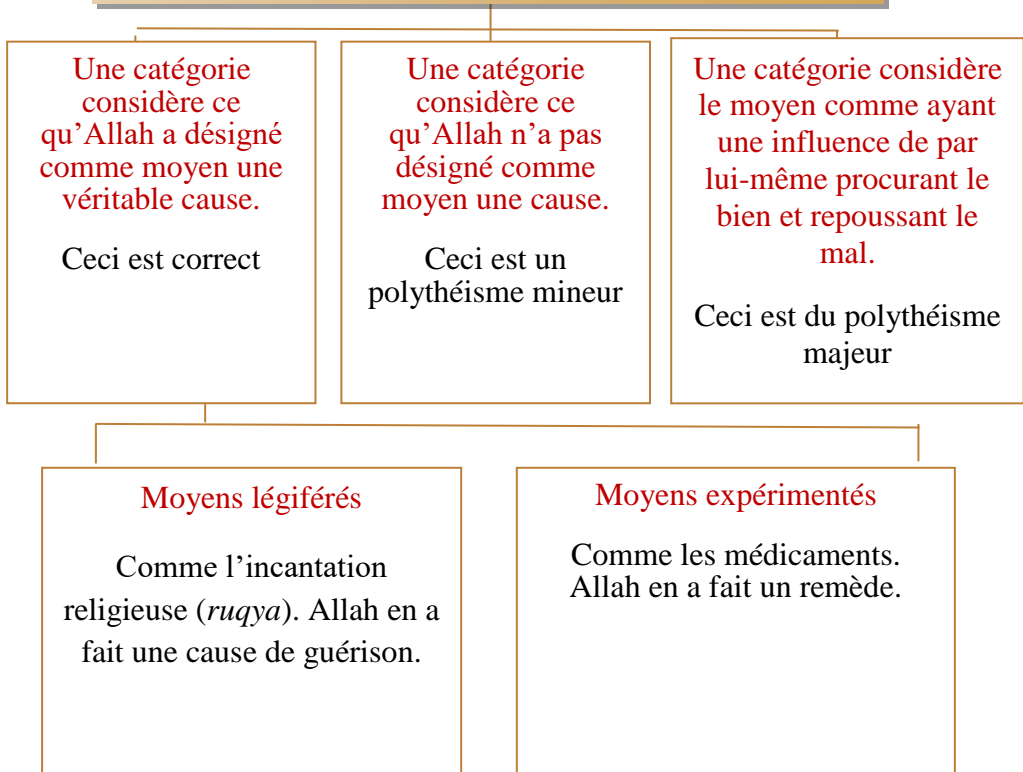 Une catégorie
considère ce
qu’Allah a désigné
comme moyen une
véritable cause.
Ceci est correct
Une catégorie
considère ce
qu’Allah n’a pas
désigné comme
moyen une cause.
Ceci est un
polythéisme mineur
Une catégorie considère
le moyen comme ayant
une influence de par
lui-même procurant le
bien et repoussant le
mal.
Ceci est du polythéisme
majeur
Moyens légiférés
Comme l’incantation
religieuse (ruqya). Allah en a
fait une cause de guérison.
Moyens expérimentés
Comme les médicaments.
Allah en a fait un remède.